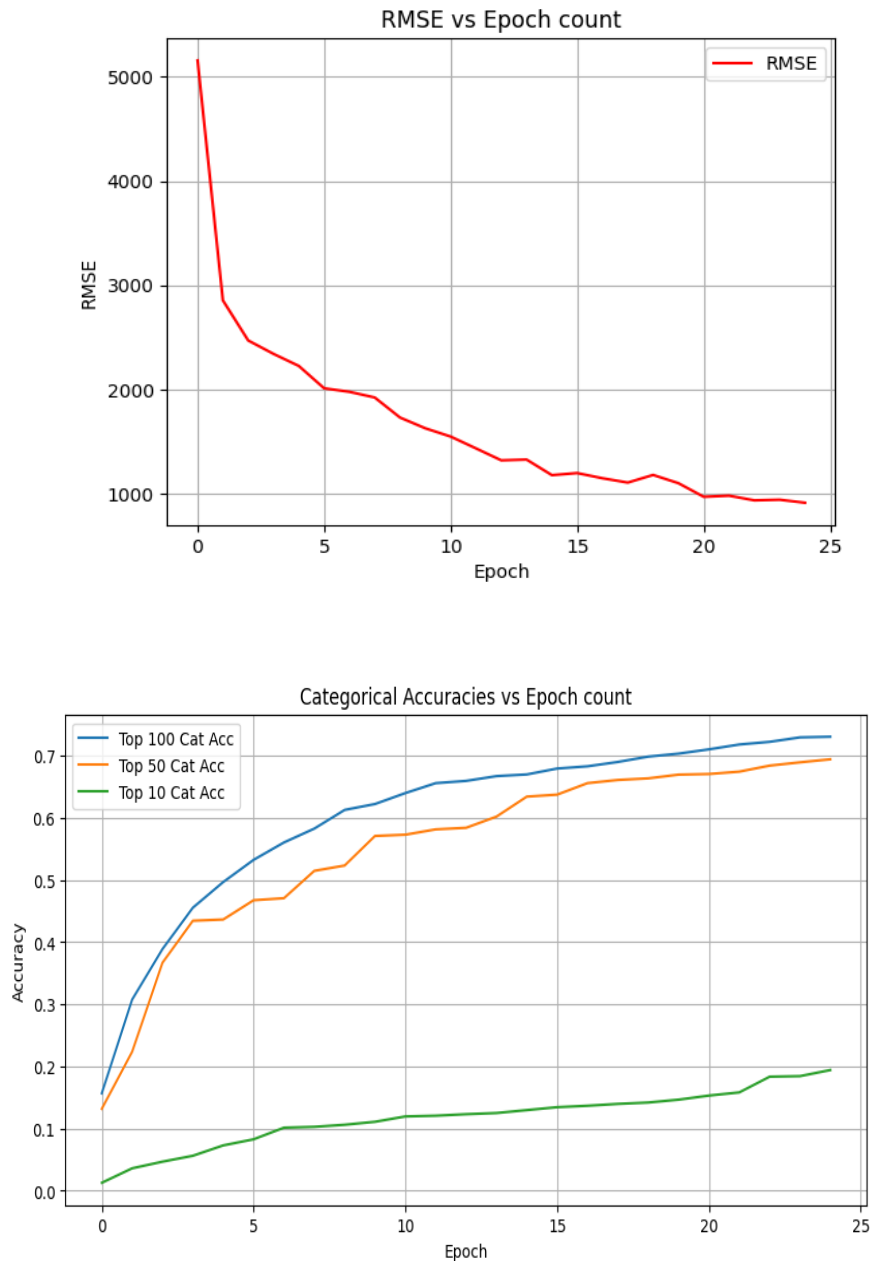 RMSE vs Epoch count
RMSE
5000
4000
3000
2000
1000
RMSE
0 5 10 15 20 25
Epoch
Categorical Accuracies vs Epoch count
Top 100 Cat Acc
Top 50 Cat Acc
Top 10 Cat Acc
0.7
0.6
0.5
0.4
0.3
0.2
0.1
0.0
Accuracy
0 5 10 15 20 25
Epoch